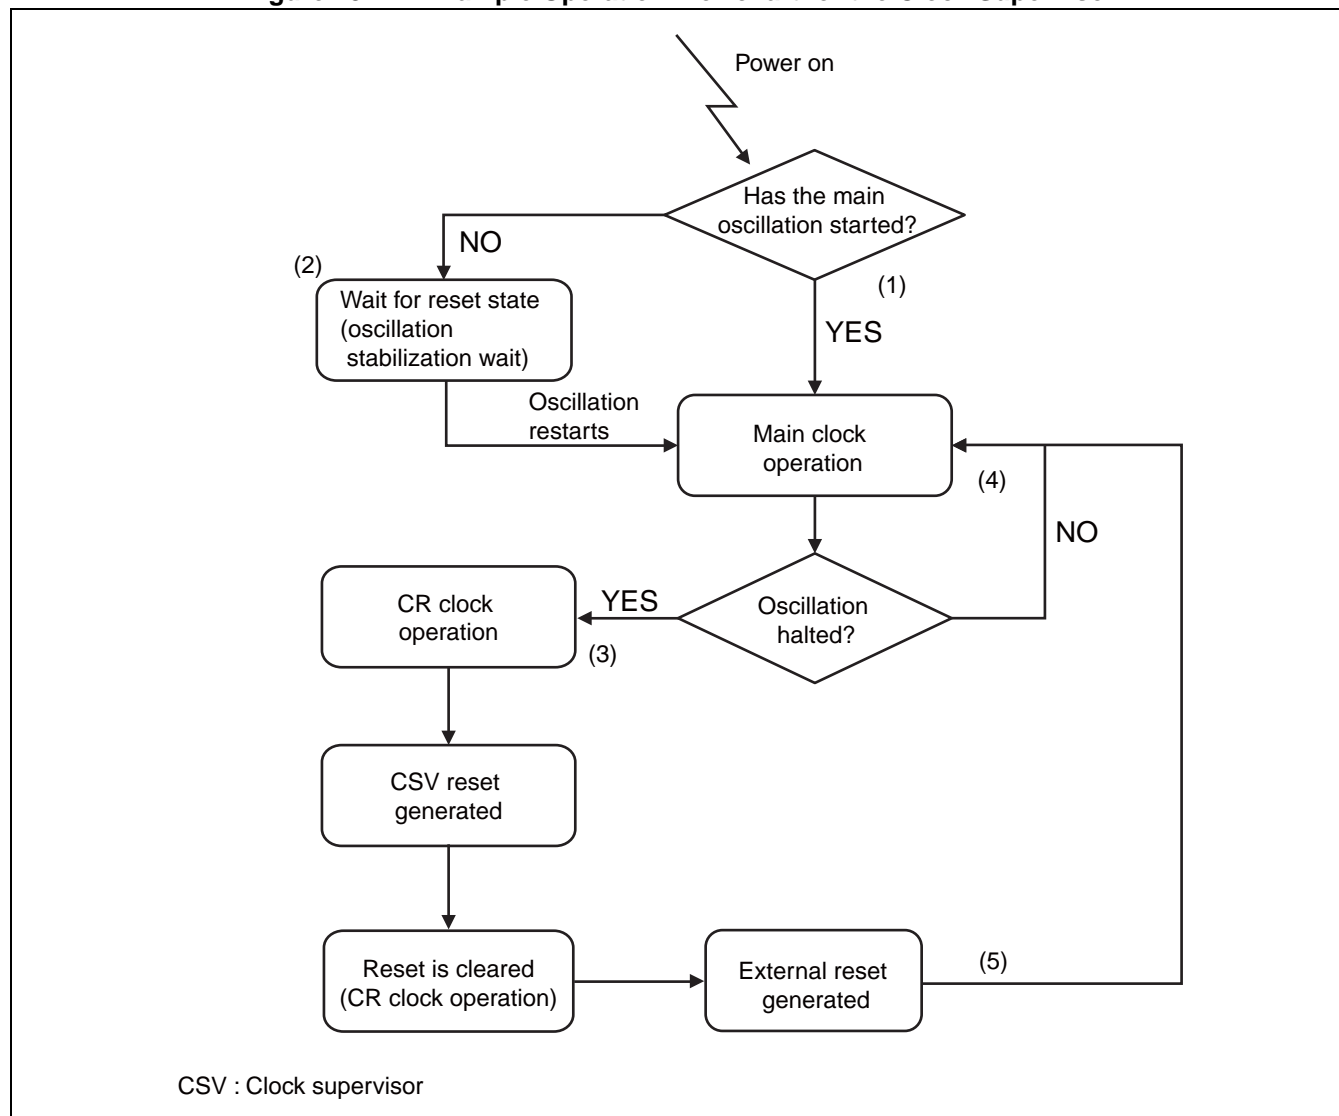 Power on
Has the main
oscillation started?
NO
(2)
(1)
Wait for reset state
(oscillation
stabilization wait)
YES
Oscillation
restarts
Main clock
operation
(4)
NO
CR clock
operation
YES
(3)
Oscillation
halted?
CSV reset
generated
Reset is cleared
(CR clock operation)
External reset
generated
(5)
CSV : Clock supervisor